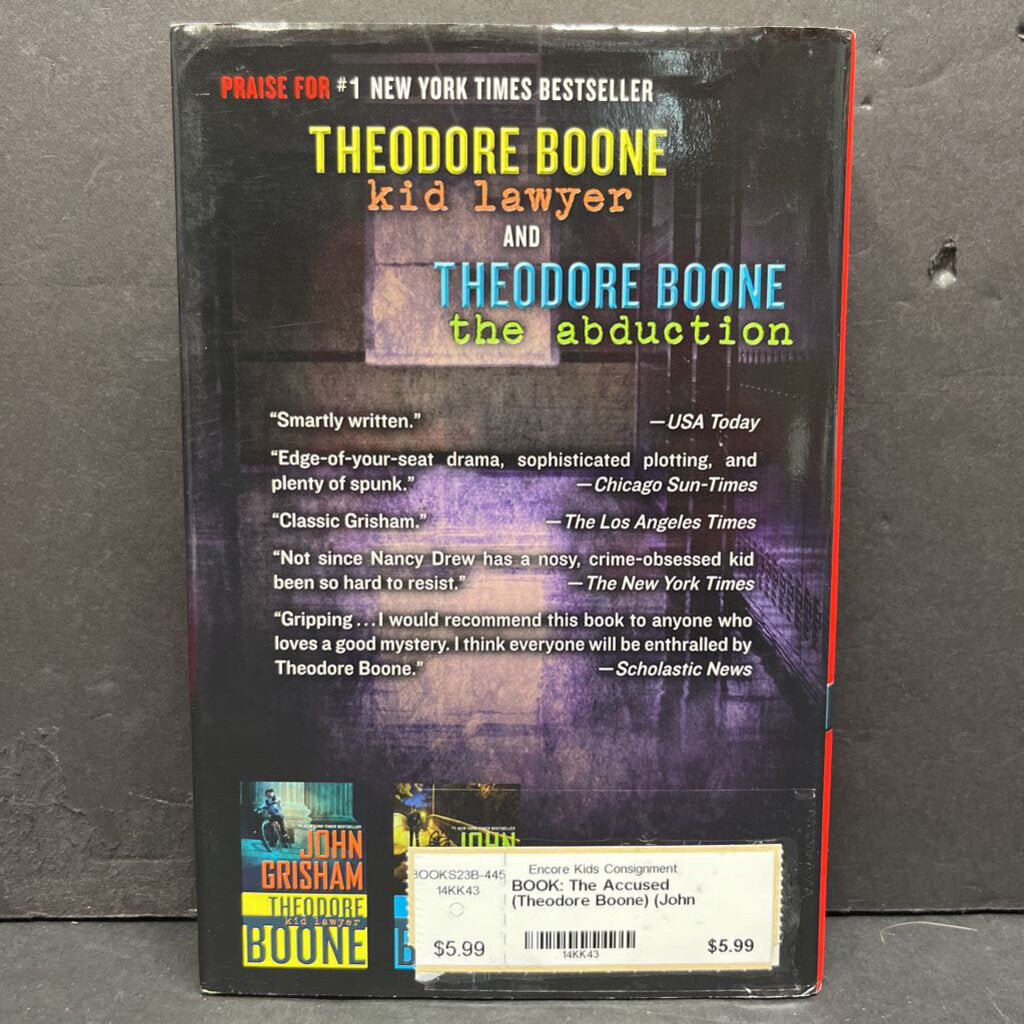 PRAISE FOR #1 NEW YORK TIMES BESTSELLER
THEODORE BOONE
kid lawyer
AND
THEODORE BOONE
the abduction
“Smartly written.” —USA Today
“Edge-of-your-seat drama, sophisticated plotting, and
plenty of spunk.” —Chicago Sun-Times
“Classic Grisham.” —The Los Angeles Times
“Not since Nancy Drew has a nosy, crime-obsessed kid
been so hard to resist.” —The New York Times
“Gripping...I would recommend this book to anyone who
loves a good mystery. I think everyone will be enthralled by
Theodore Boone.” —Scholastic News
JOHN
GRISHAM
THEODORE
kid lawyer
BOONE
JOHN
B
BOOKS23B-445
14KK43
$5.99
Encore Kids Consignment
BOOK: The Accused
(Theodore Boone) (John
14KK43
$5.99